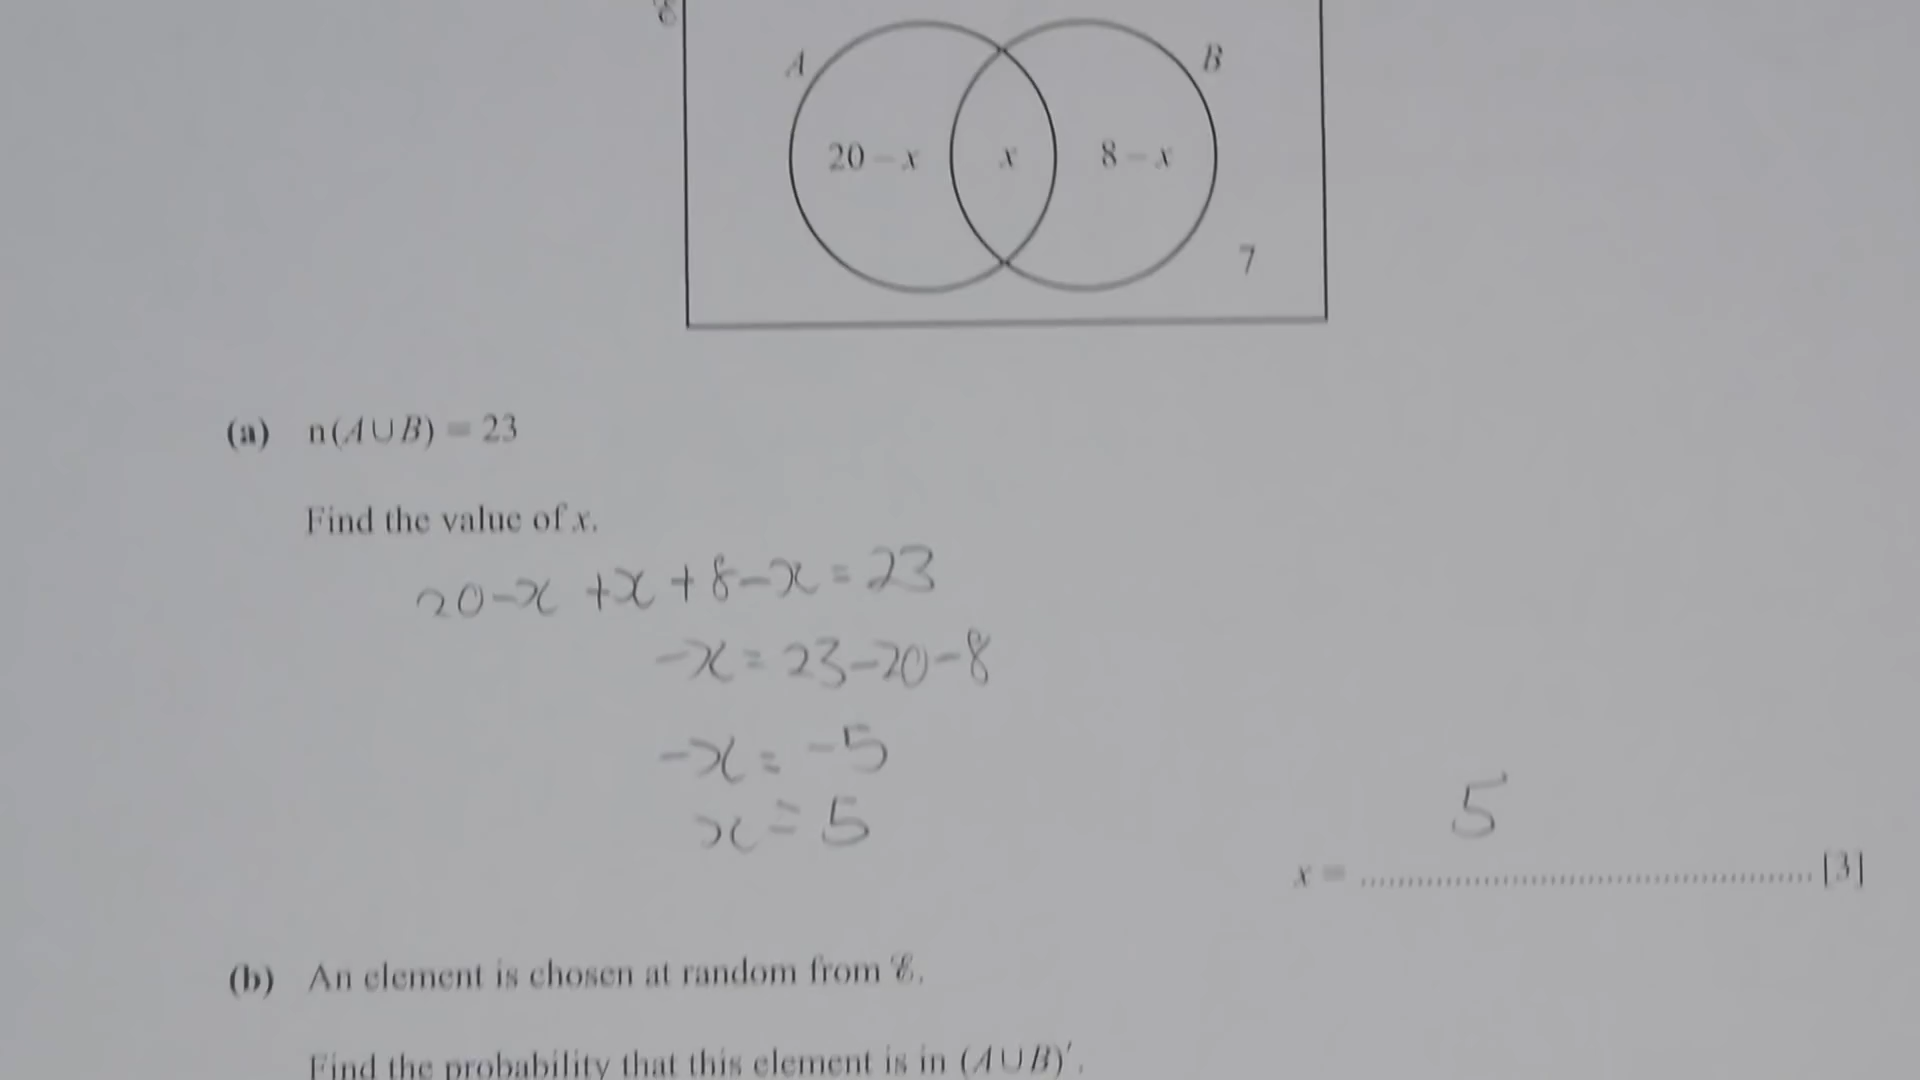 ℰ
A
B
20 − x
x
8 − x
7
(a) n(A∪B) = 23
Find the value of x.
20-x +x + 8-x = 23
-x = 23-20-8
-x = -5
x = 5
5
x = ................................................ [3]
(b) An element is chosen at random from ℰ.
Find the probability that this element is in (A∪B)′.